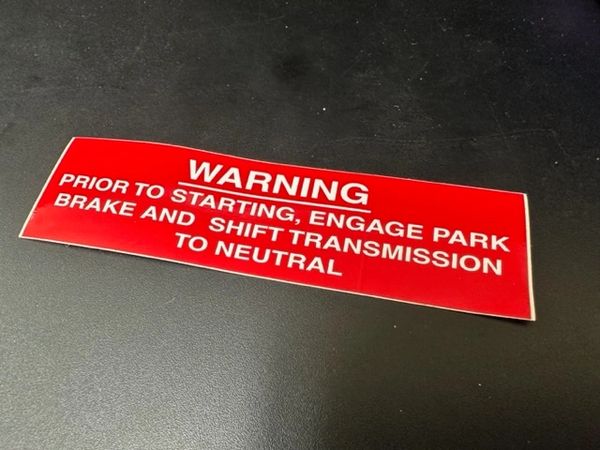 WARNING
PRIOR TO STARTING, ENGAGE PARK
BRAKE AND SHIFT TRANSMISSION
TO NEUTRAL